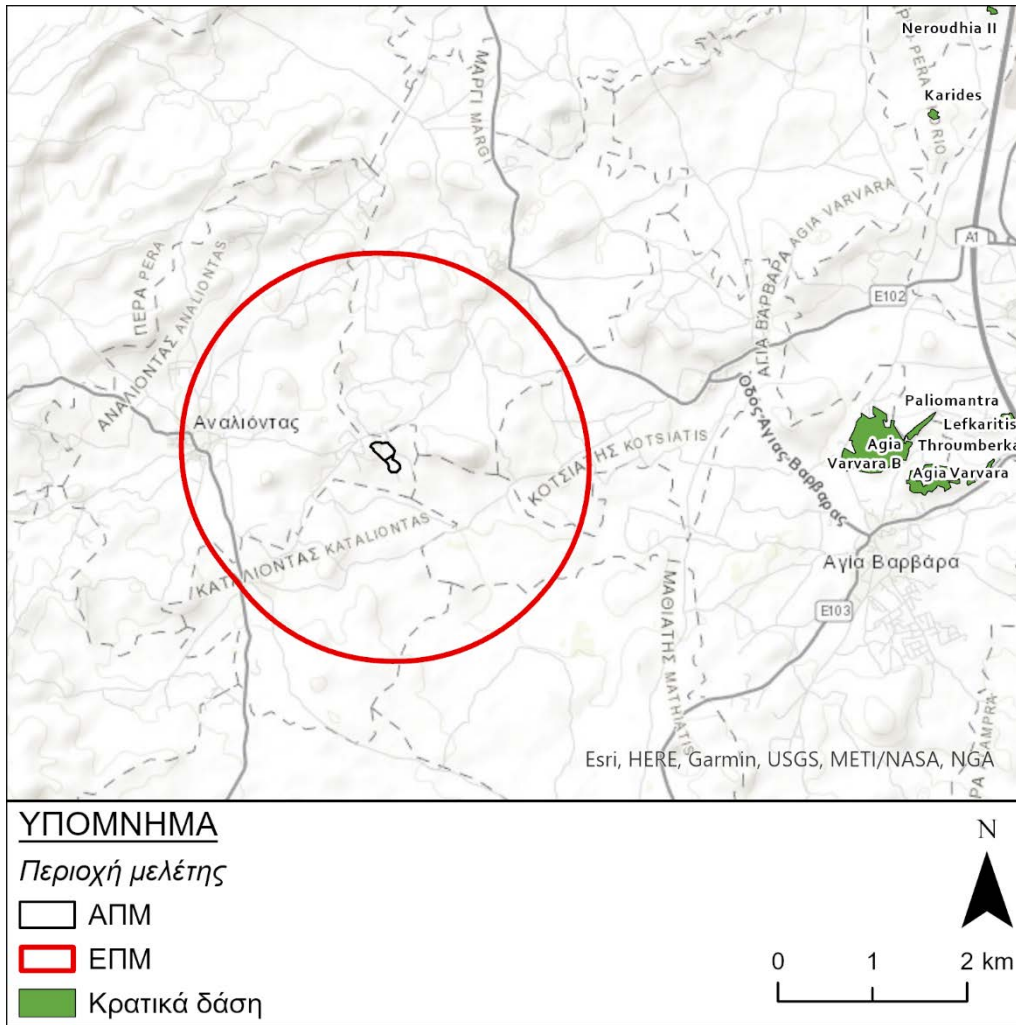 Neroudhia II
Karides
ΠΕΡΑ PERA
ΑΝΑΛΙΟΝΤΑΣ ANALIONTAS
ΜΑΡΓΙ MARGI
PERA
ΑΓΙΑ ΒΑΡΒΑΡΑ AGIA VARVARA
A1
E102
Αναλιόντας
ΚΟΤΣΙΑΤΗΣ KOTSIATIS
Οδός Αγίας Βαρβάρας
Paliomantra
Lefkaritis
Agia
Throumberka
Varvara B
Agia Varvara
ΚΑΤΑΛΙΟΝΤΑΣ KATALIONTAS
Αγία Βαρβάρα
ΜΑΘΙΑΤΗΣ MATHIATIS
E103
Esri, HERE, Garmin, USGS, METI/NASA, NGA
ΥΠΟΜΝΗΜΑ
Περιοχή μελέτης
ΑΠΜ
ΕΠΜ
Κρατικά δάση
N
0 1 2 km